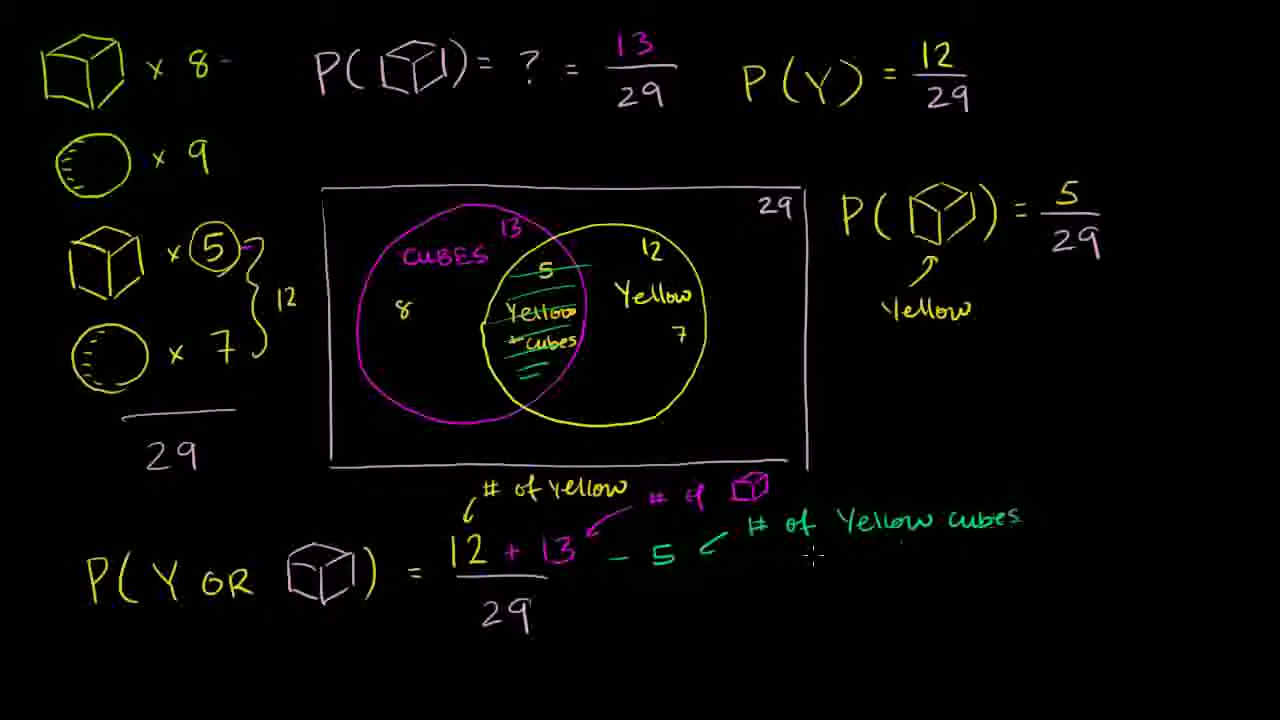 × 8
× 9
× 5
× 7
12
29
P( ) = ? = 13/29
P(Y) = 12/29
29
13
CUBES
8
5
Yellow
cubes
12
Yellow
7
P( ) = 5/29
Yellow
# of Yellow
# of
# of Yellow cubes
P( Y OR ) = 12 + 13 - 5
29